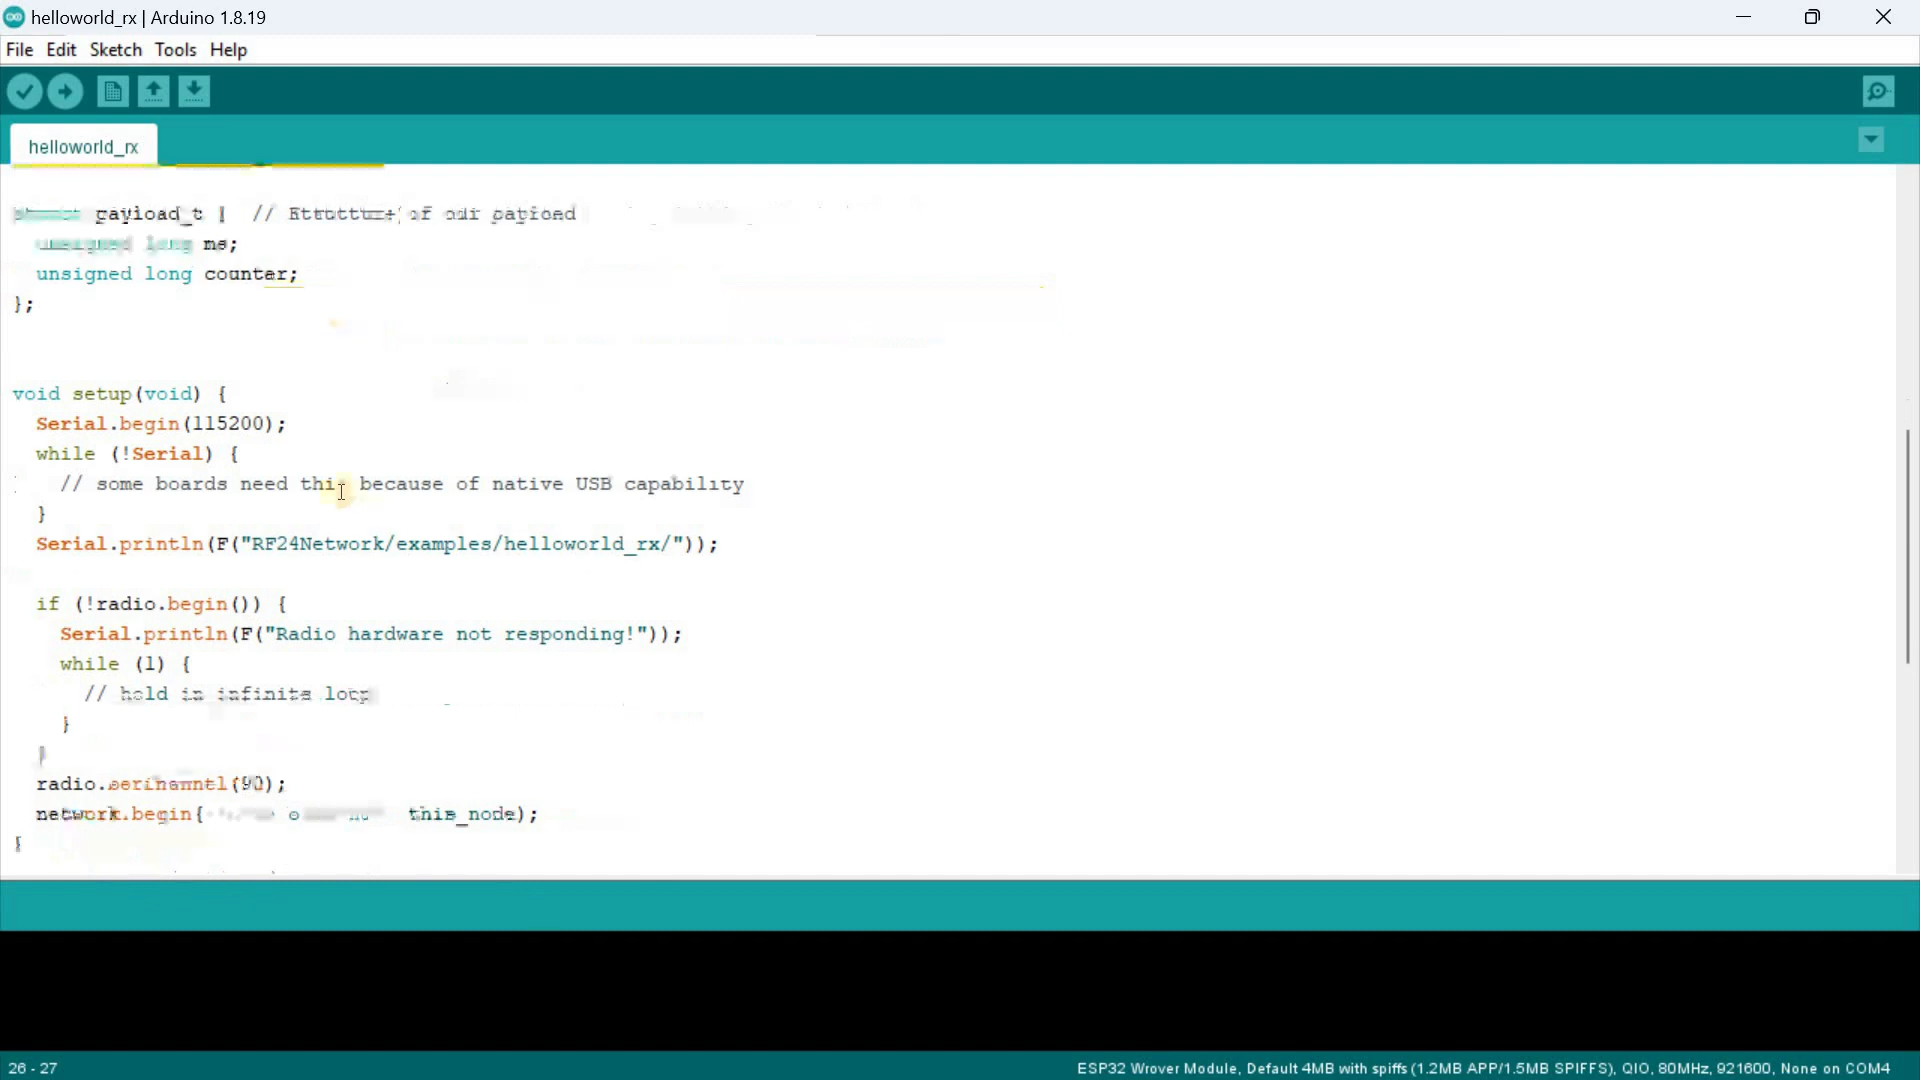 helloworld_rx | Arduino 1.8.19
File Edit Sketch Tools Help
helloworld_rx
payload_t // of payload
unsigned long ms;
unsigned long counter;
};
void setup(void) {
Serial.begin(115200);
while (!Serial) {
// some boards need this because of native USB capability
}
Serial.println(F("RF24Network/examples/helloworld_rx/"));
if (!radio.begin()) {
Serial.println(F("Radio hardware not responding!"));
while (1) {
// hold in infinite loop
}
}
radio. (90);
network.begin( this_node);
}
26 - 27
ESP32 Wrover Module, Default 4MB with spiffs (1.2MB APP/1.5MB SPIFFS), QIO, 80MHz, 921600, None on COM4